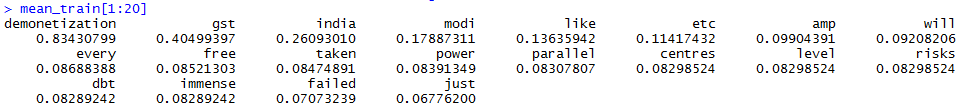 > mean_train[1:20]
demonetization gst india modi like etc amp will
0.83430799 0.40499397 0.26093010 0.17887311 0.13635942 0.11417432 0.09904391 0.09208206
every free taken power parallel centres level risks
0.08688388 0.08521303 0.08474891 0.08391349 0.08307807 0.08298524 0.08298524 0.08298524
dbt immense failed just
0.08289242 0.08289242 0.07073239 0.06776200